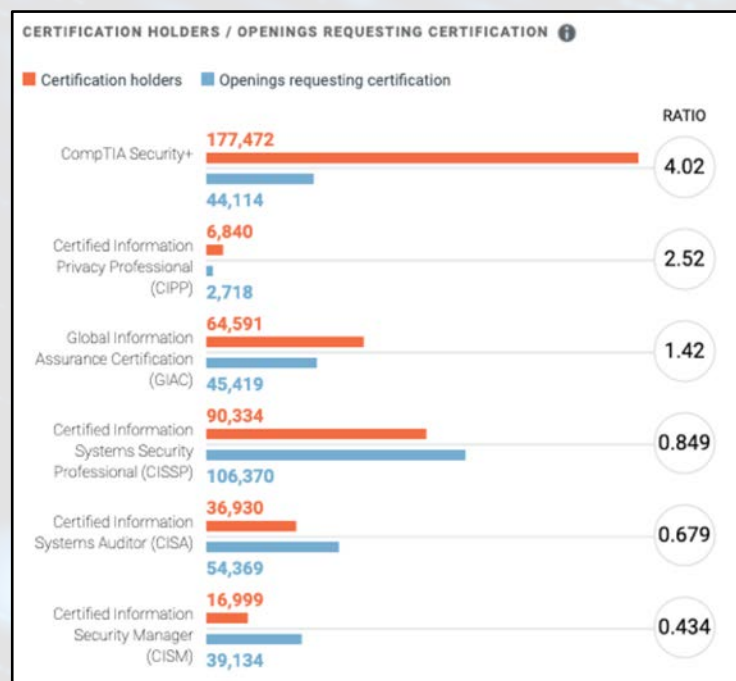 CERTIFICATION HOLDERS / OPENINGS REQUESTING CERTIFICATION
Certification holders Openings requesting certification
RATIO
177,472
CompTIA Security+
4.02
44,114
6,840
Certified Information
Privacy Professional
(CIPP)
2.52
2,718
64,591
Global Information
Assurance Certification
(GIAC)
1.42
45,419
90,334
Certified Information
Systems Security
Professional (CISSP)
0.849
106,370
36,930
Certified Information
Systems Auditor (CISA)
0.679
54,369
16,999
Certified Information
Security Manager
(CISM)
0.434
39,134